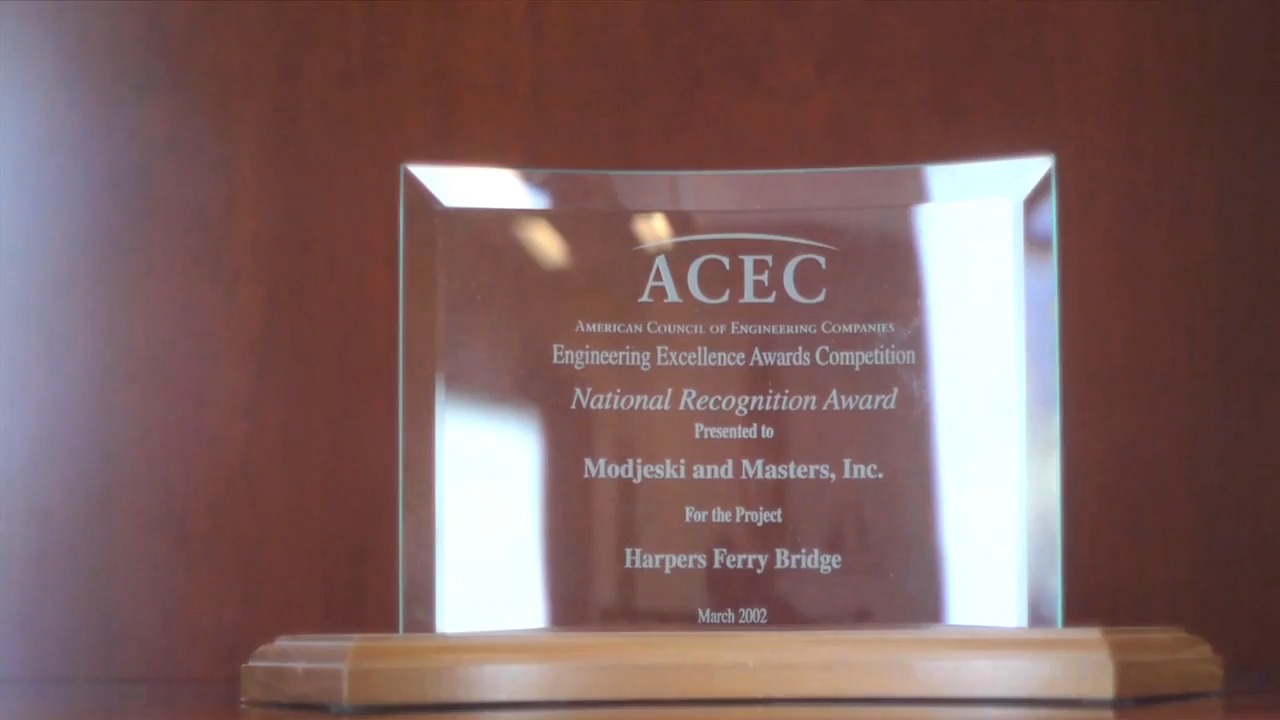 ACEC
AMERICAN COUNCIL OF ENGINEERING COMPANIES
Engineering Excellence Awards Competition
National Recognition Award
Presented to
Modjeski and Masters, Inc.
For the Project
Harpers Ferry Bridge
March 2002